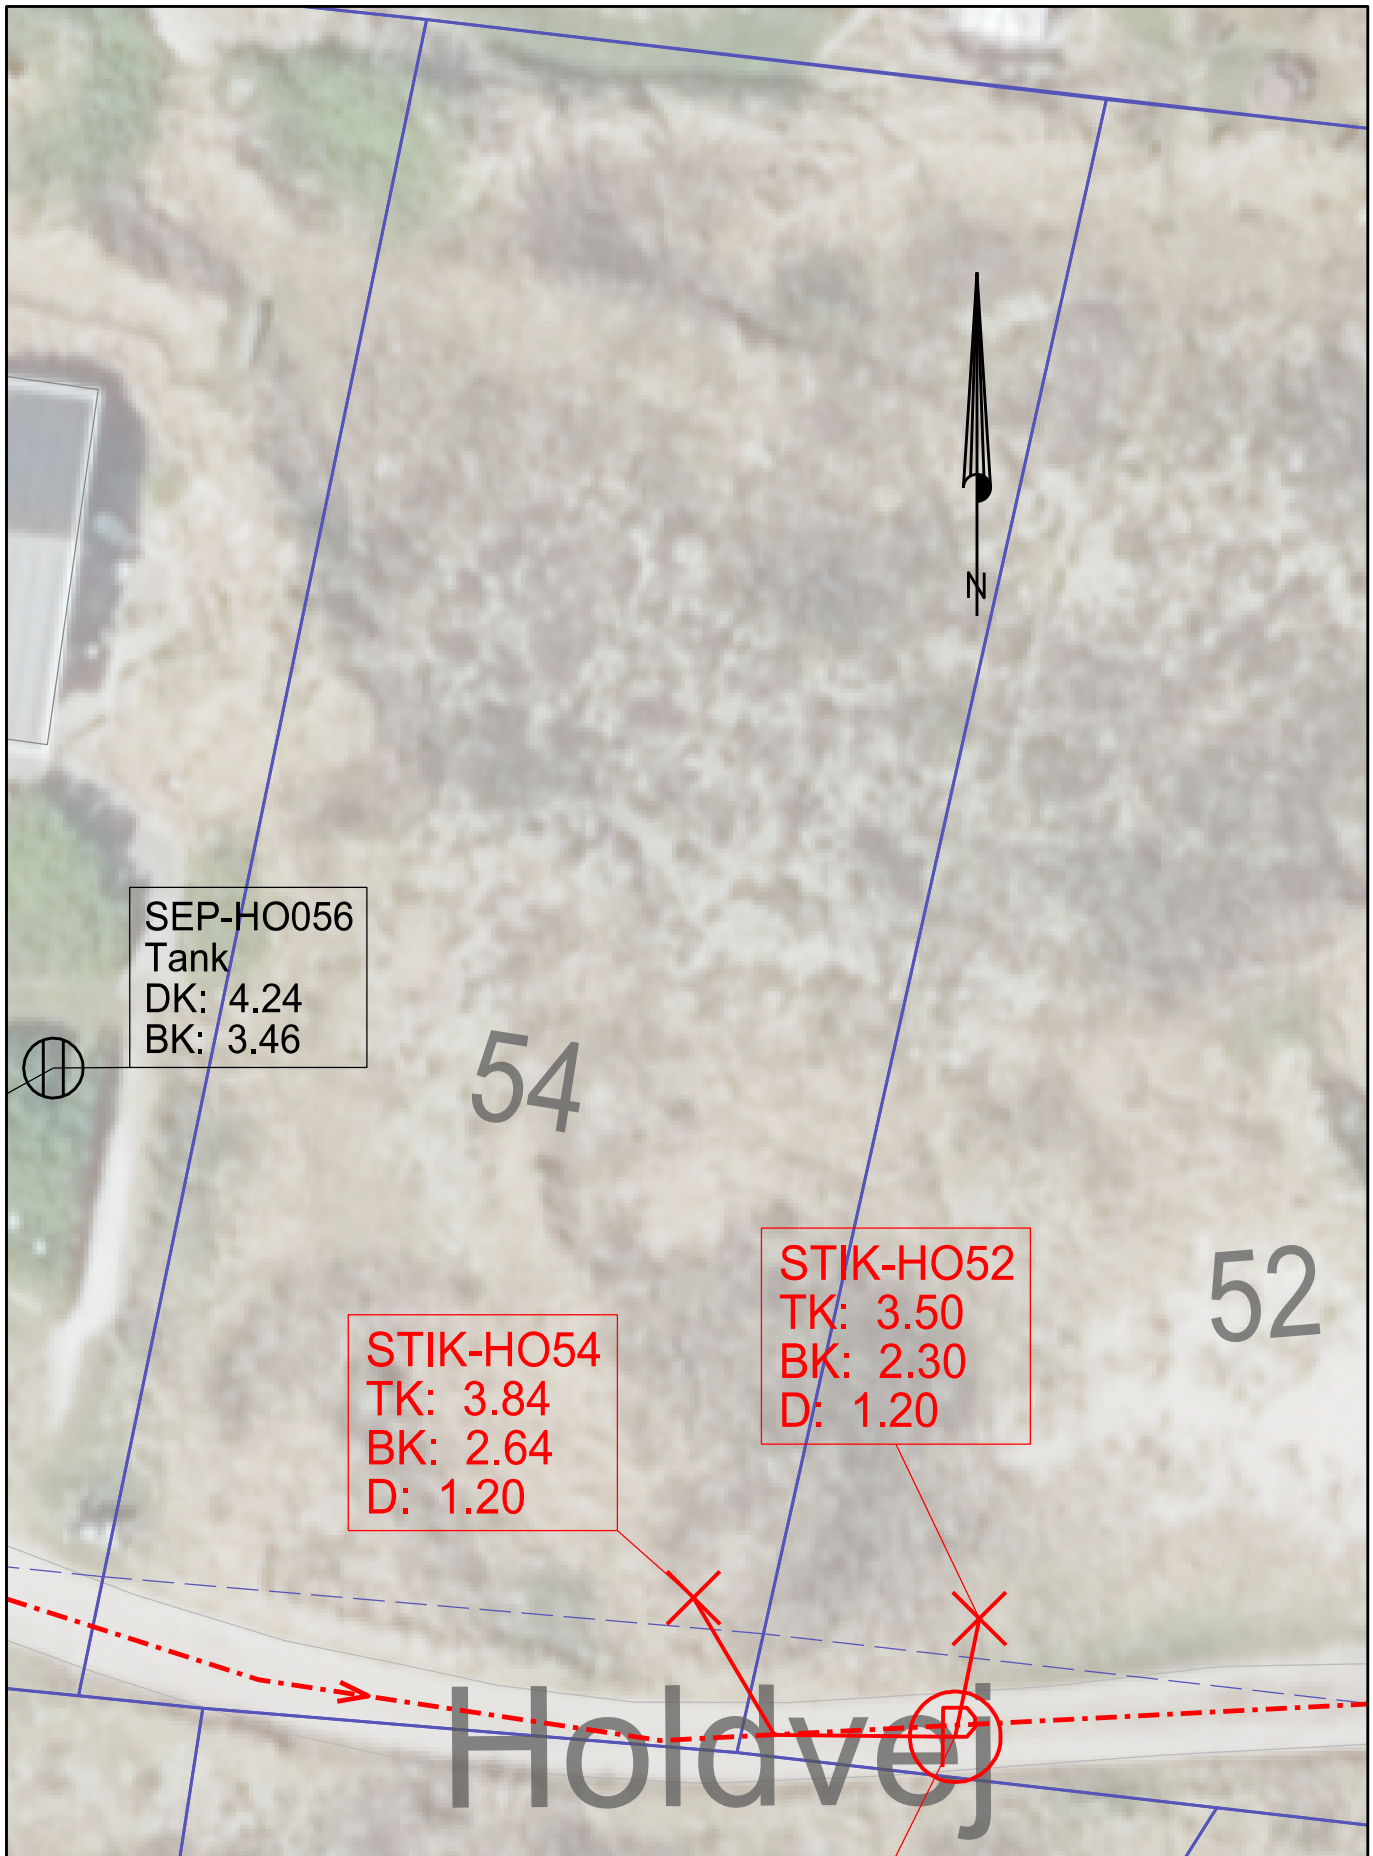 N
SEP-HO056
Tank
DK: 4.24
BK: 3.46
54
STIK-HO52
TK: 3.50
BK: 2.30
D: 1.20
52
STIK-HO54
TK: 3.84
BK: 2.64
D: 1.20
P
Holdvej